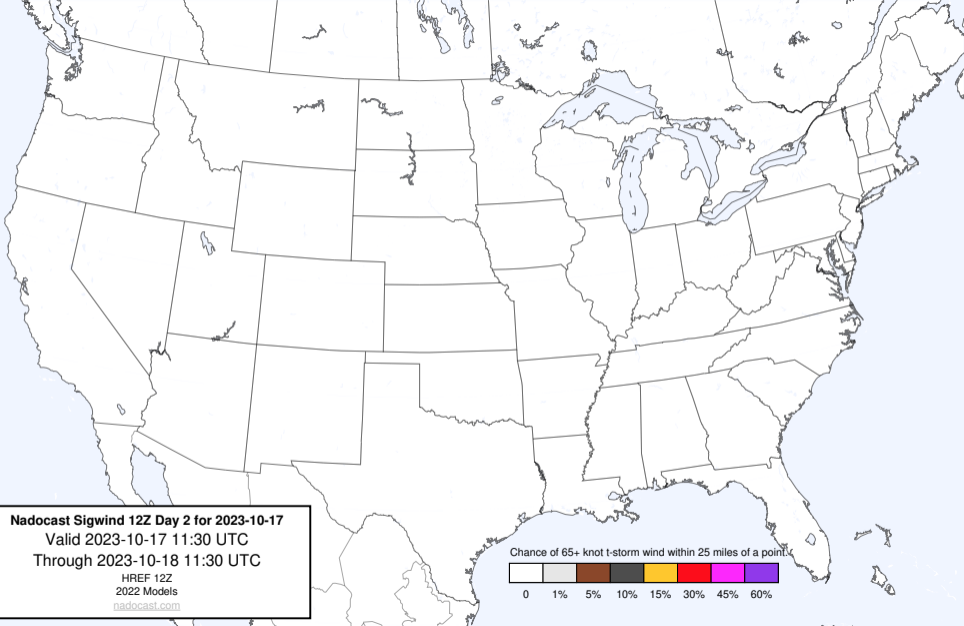 Nadocast Sigwind 12Z Day 2 for 2023-10-17
Valid 2023-10-17 11:30 UTC
Through 2023-10-18 11:30 UTC
HREF 12Z
2022 Models
nadocast.com
Chance of 65+ knot t-storm wind within 25 miles of a point.
0 1% 5% 10% 15% 30% 45% 60%